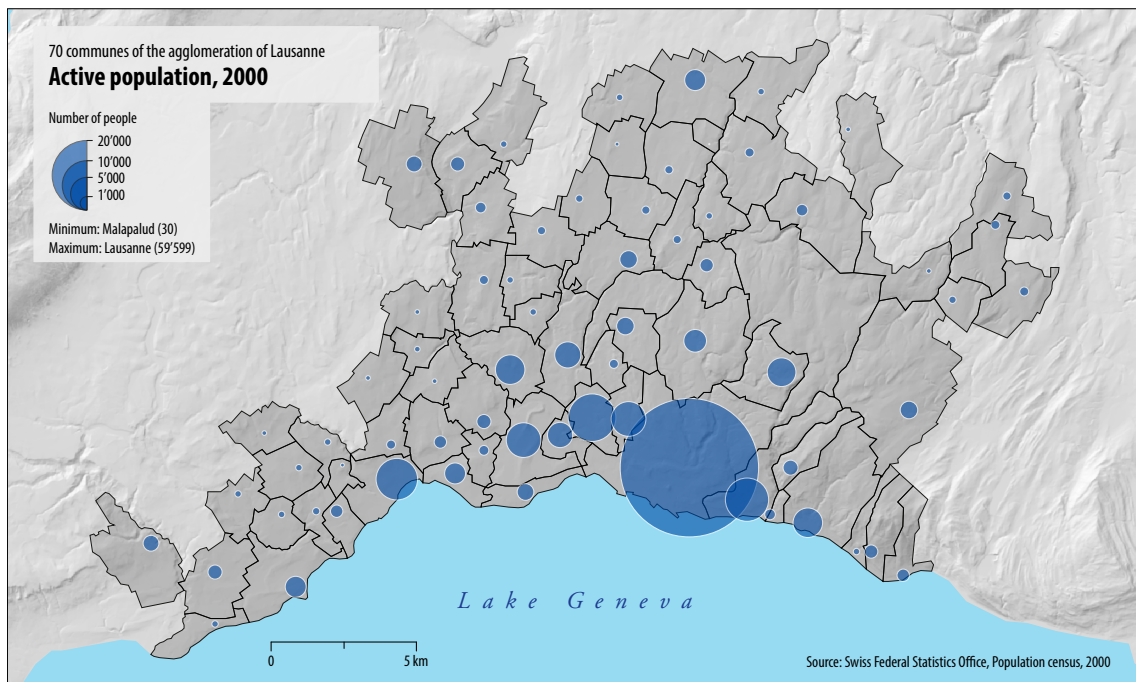 70 communes of the agglomeration of Lausanne
Active population, 2000
Number of people
20’000
10’000
5’000
1’000
Minimum: Malapalud (30)
Maximum: Lausanne (59’599)
Lake Geneva
0
5 km
Source: Swiss Federal Statistics Office, Population census, 2000